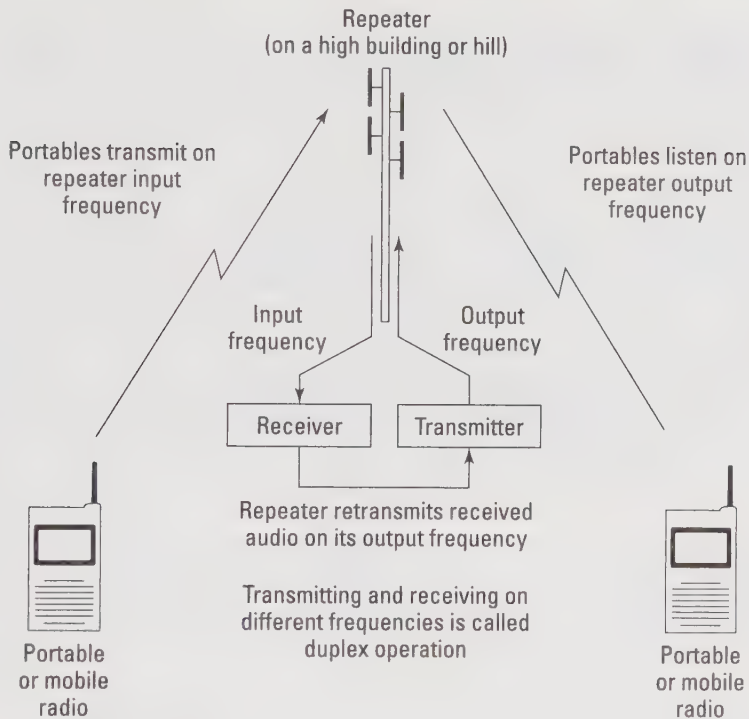 Repeater
(on a high building or hill)
Portables transmit on
repeater input
frequency
Portables listen on
repeater output
frequency
Input
frequency
Output
frequency
Receiver
Transmitter
Repeater retransmits received
audio on its output frequency
Transmitting and receiving on
different frequencies is called
duplex operation
Portable
or mobile
radio
Portable
or mobile
radio